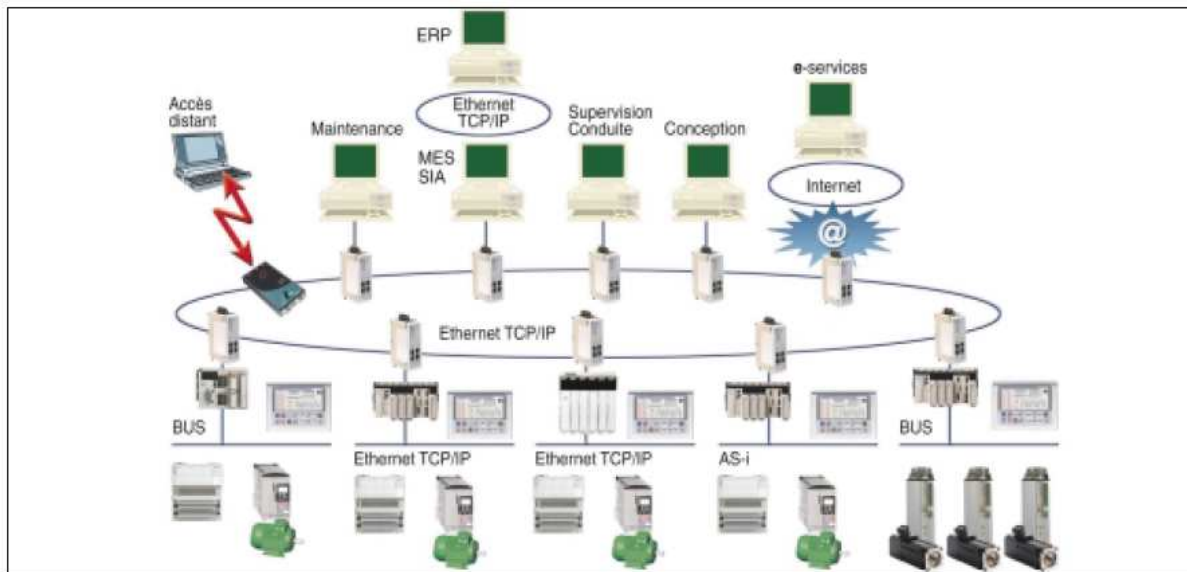 ERP
e-services
Accès
distant
Ethernet
TCP/IP
Supervision
Conduite
Maintenance
Conception
MES
SIA
Internet
@
Ethernet TCP/IP
BUS
BUS
Ethernet TCP/IP
Ethernet TCP/IP
AS-i